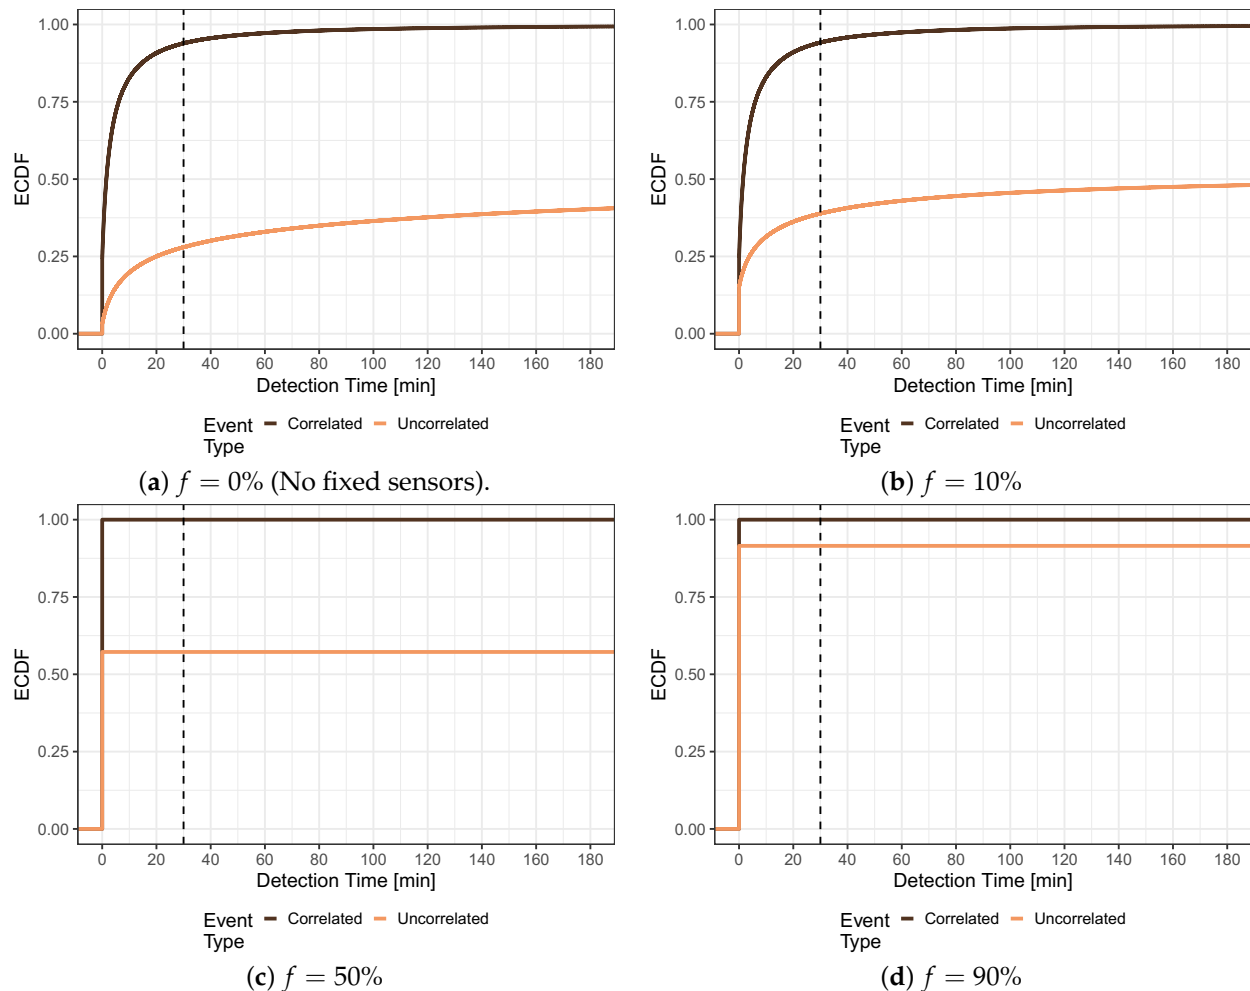 1.00
0.75
0.50
0.25
0.00
ECDF
0 20 40 60 80 100 120 140 160 180
Detection Time [min]
Event
Type
Correlated Uncorrelated
(a) f = 0% (No fixed sensors).
1.00
0.75
0.50
0.25
0.00
ECDF
0 20 40 60 80 100 120 140 160 180
Detection Time [min]
Event
Type
Correlated Uncorrelated
(b) f = 10%
1.00
0.75
0.50
0.25
0.00
ECDF
0 20 40 60 80 100 120 140 160 180
Detection Time [min]
Event
Type
Correlated Uncorrelated
(c) f = 50%
1.00
0.75
0.50
0.25
0.00
ECDF
0 20 40 60 80 100 120 140 160 180
Detection Time [min]
Event
Type
Correlated Uncorrelated
(d) f = 90%